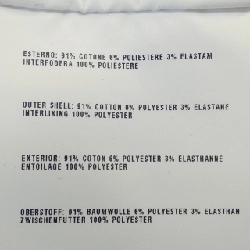 ESTERNO: 91% COTONE 6% POLIESTERE 3% ELASTAM
INTERFODERA 100% POLIESTERE
OUTER SHELL: 91% COTTON 6% POLYESTER 3% ELASTANE
INTERLINING 100% POLYESTER
EXTERIOR: 91% COTON 6% POLYESTER 3% ELASTHANNE
ENTOILAGE 100% POLYESTER
OBERSTOFF: 91% BAUMWOLLE 6% POLYESTER 3% ELASTHAN
ZWISCHENFUTTER 100% POLYESTER